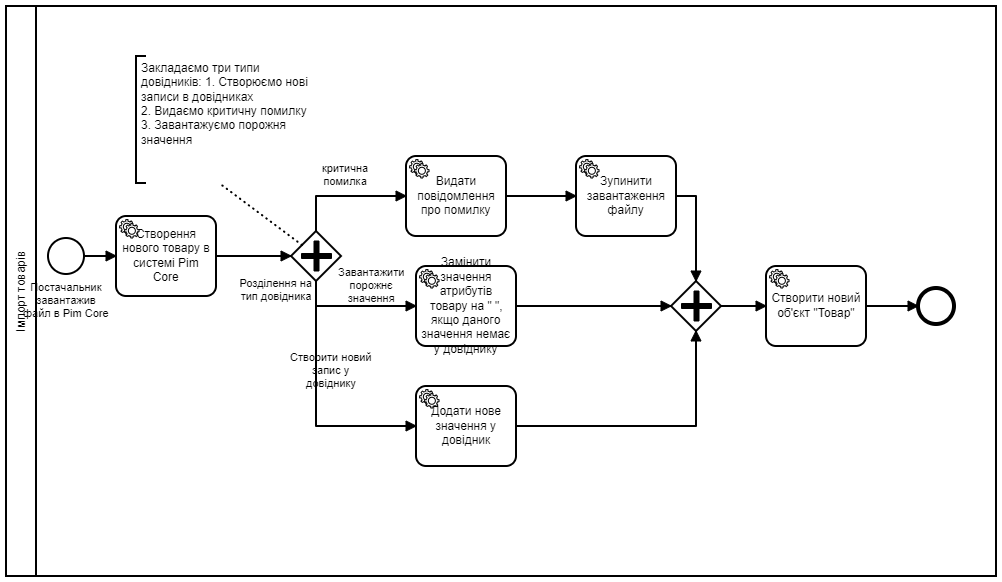 Імпорт товарів
Закладаємо три типи
довідників: 1. Створюємо нові
записи в довідниках
2. Видаємо критичну помилку
3. Завантажуємо порожня
значення
Постачальник
завантажив
файл в Pim Core
Створення
нового товару в
системі Pim
Core
Розділення на
тип довідника
критична
помилка
Видати
повідомлення
про помилку
Зупинити
завантаження
файлу
Завантажити
порожнє
значення
Замінити
значення
атрибутів
товару на " ",
якщо даного
значення немає
у довіднику
Створити новий
запис у
довіднику
Додати нове
значення у
довідник
Створити новий
об'єкт "Товар"